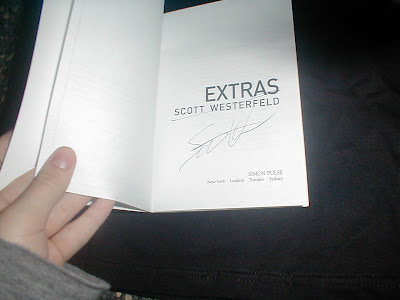 EXTRAS
SCOTT WESTERFELD
SIMON PULSE
New York London Toronto Sydney